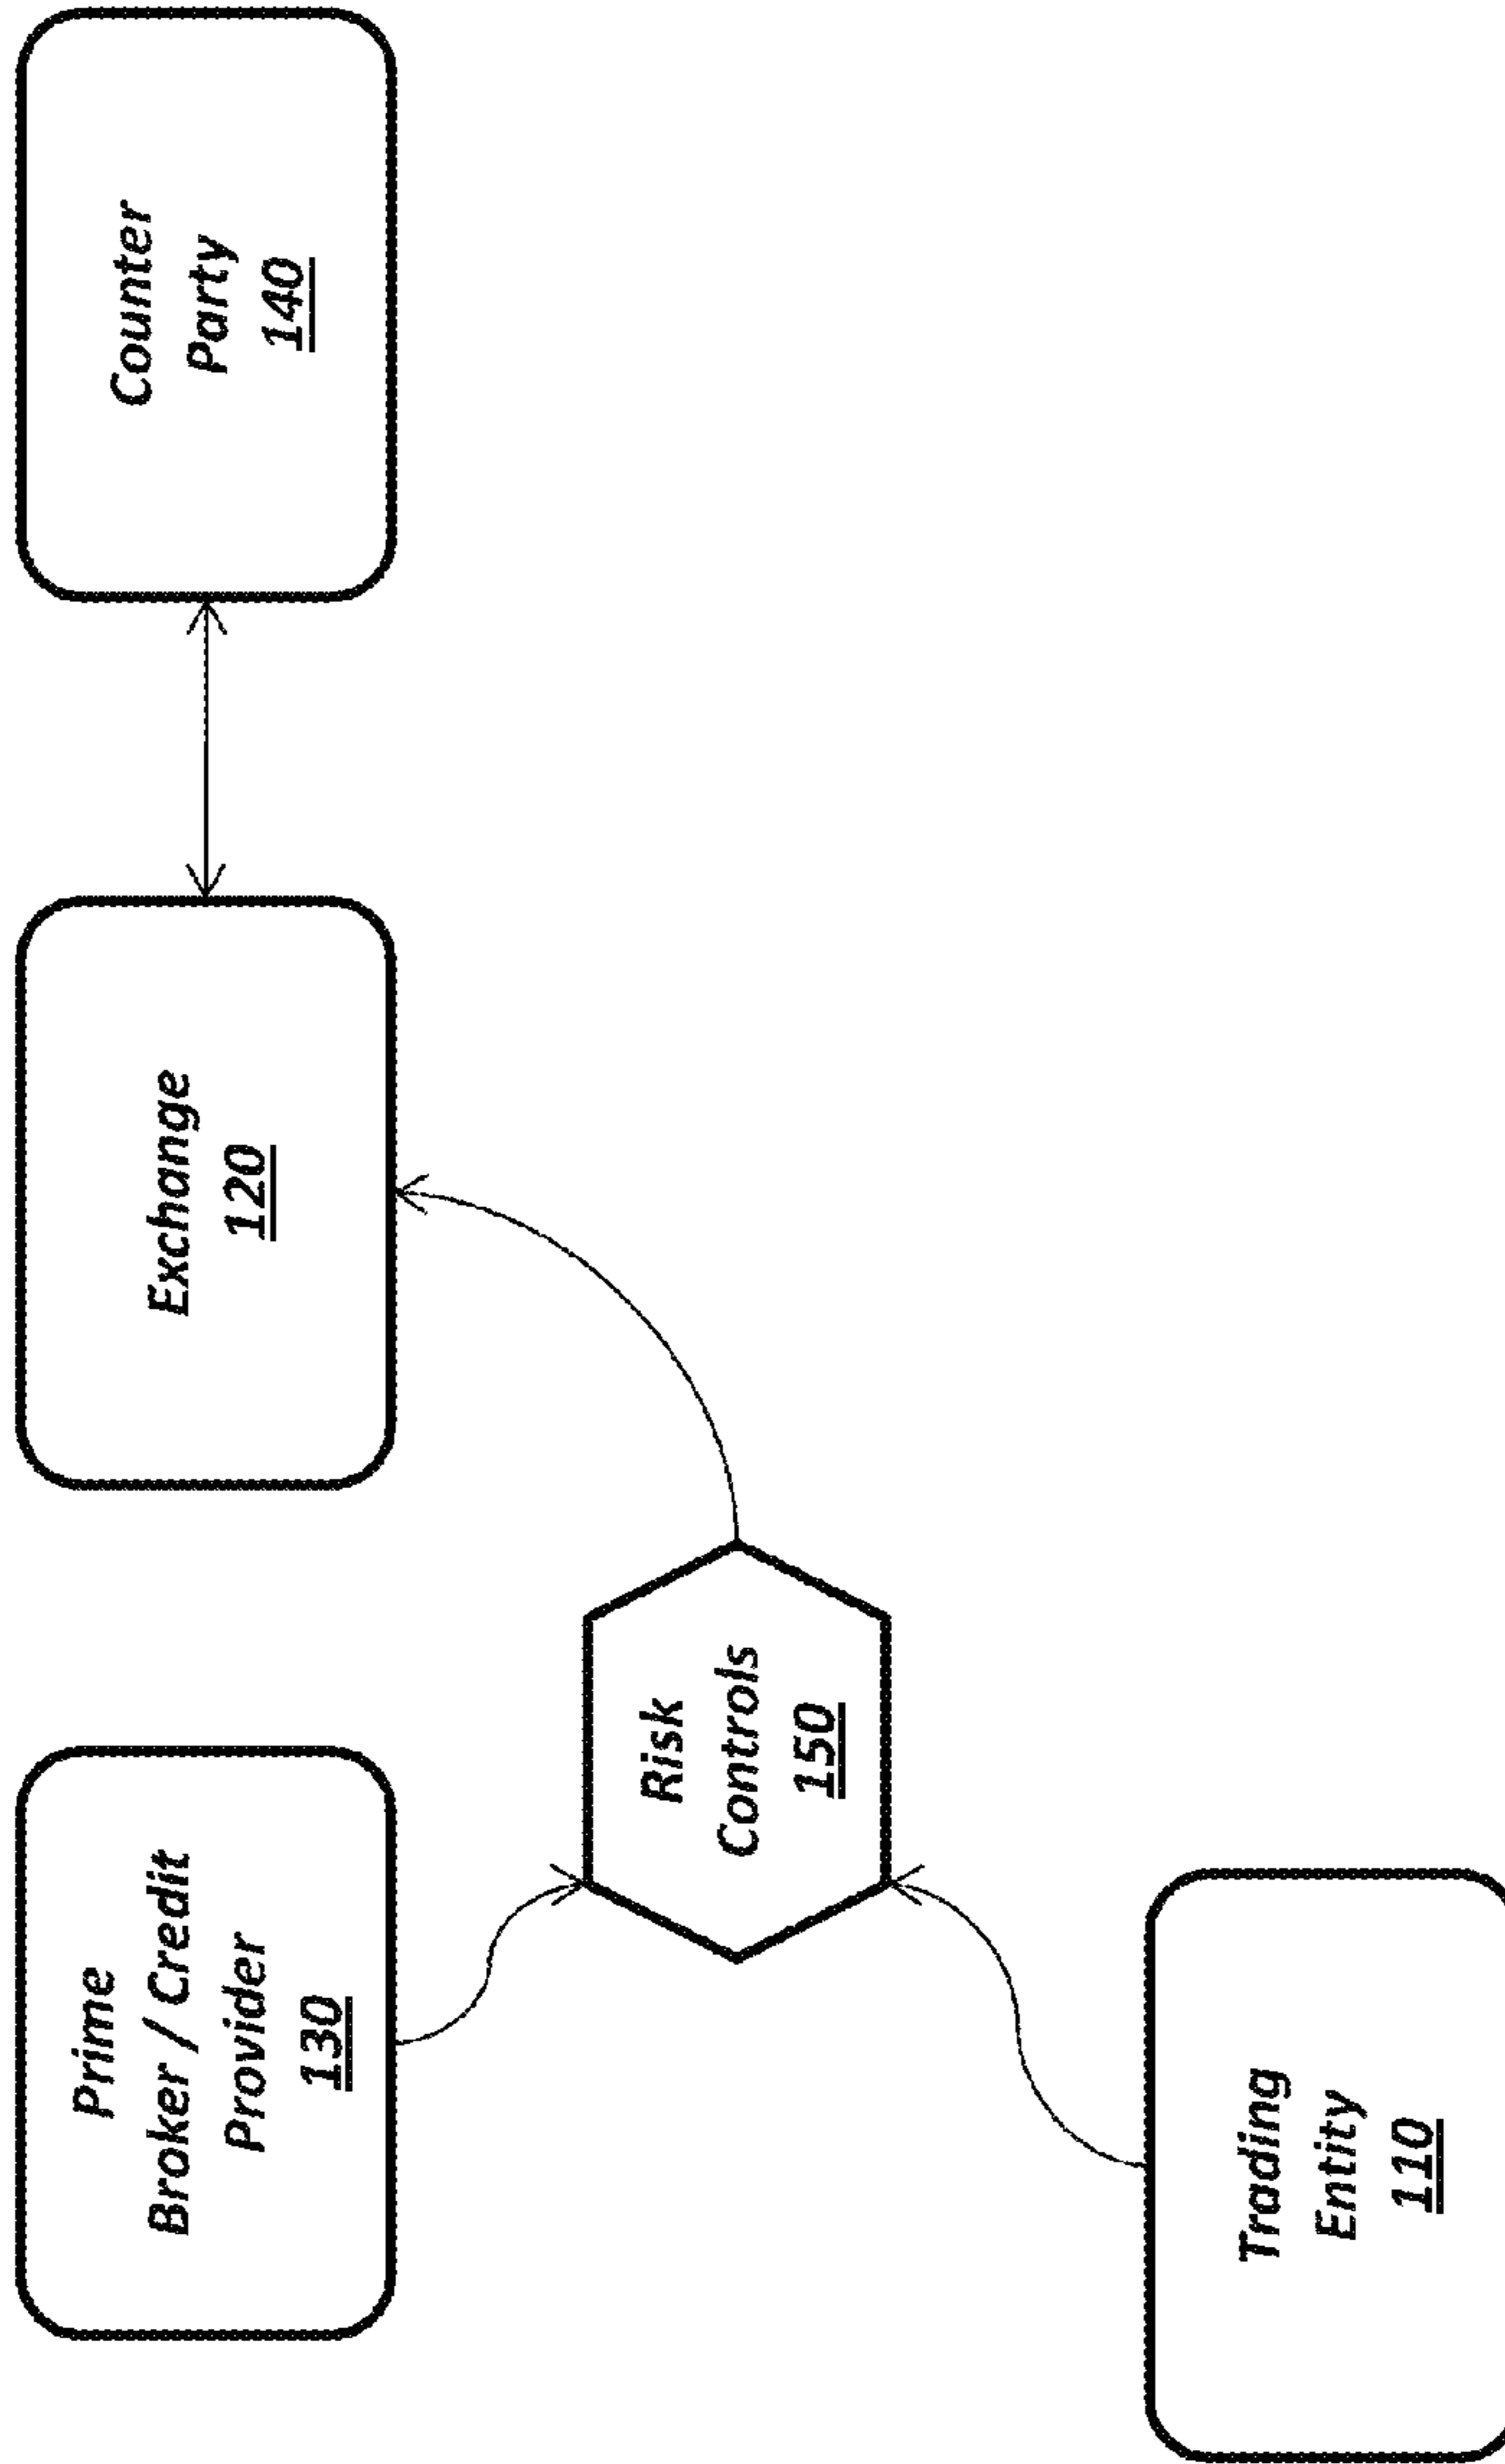 Prime
Broker / Credit
Provider
130
Exchange
120
Counter
Party
140
Risk
Controls
150
Trading
Entity
110